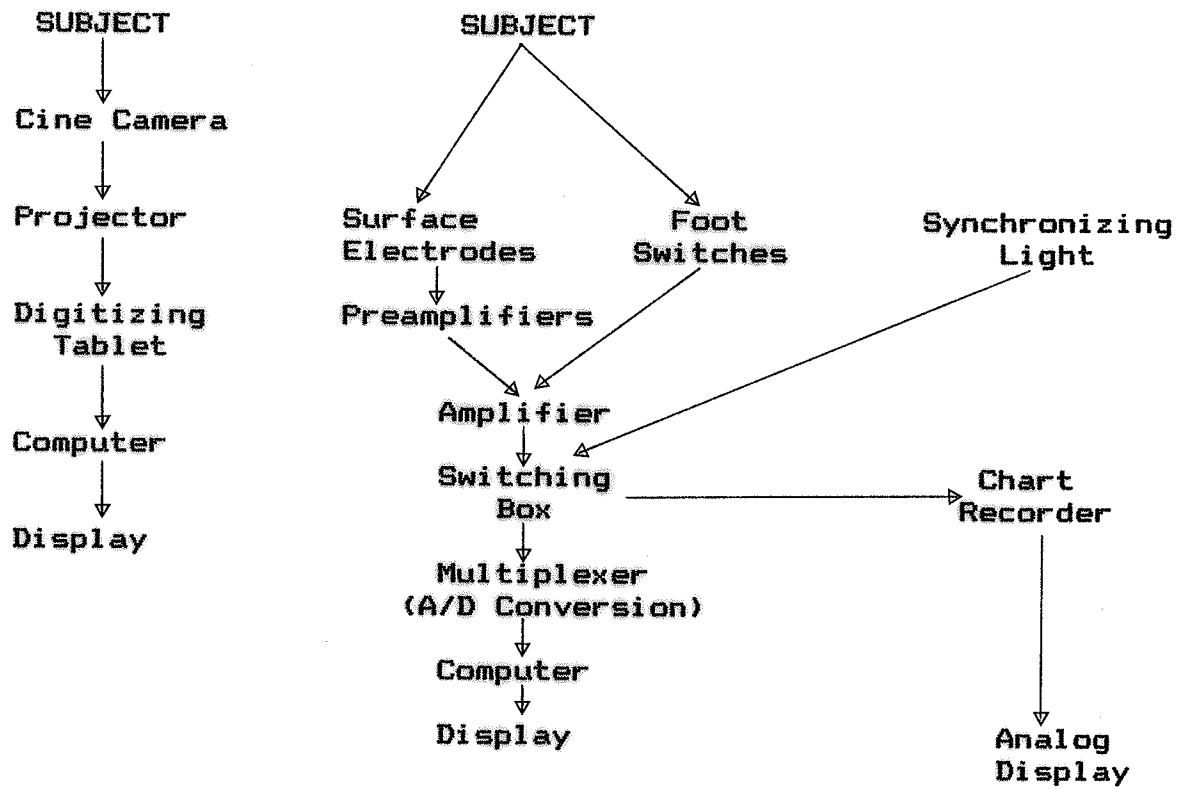 SUBJECT
Cine Camera
Projector
Digitizing
Tablet
Computer
Display
SUBJECT
Surface
Electrodes
Foot
Switches
Synchronizing
Light
Preamplifiers
Amplifier
Switching
Box
Chart
Recorder
Multiplexer
(A/D Conversion)
Computer
Display
Analog
Display